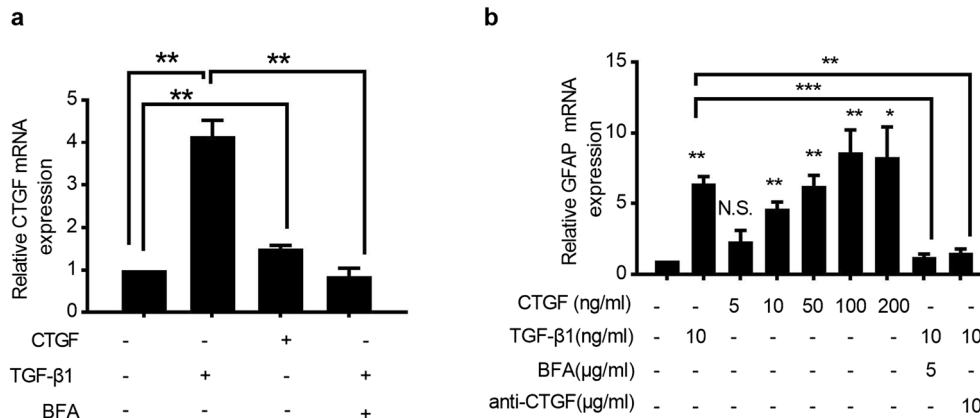 a
** **
**
Relative CTGF mRNA
expression
5
4
3
2
1
0
CTGF - - + -
TGF-β1 - + - +
BFA - - - +
b
**
***
Relative GFAP mRNA
expression
15
10
5
0
** N.S. ** ** ** *
CTGF (ng/ml) - - 5 10 50 100 200 - -
TGF-β1(ng/ml) - 10 - - - - - 10 10
BFA(μg/ml) - - - - - - - 5 -
anti-CTGF(μg/ml) - - - - - - - - 10